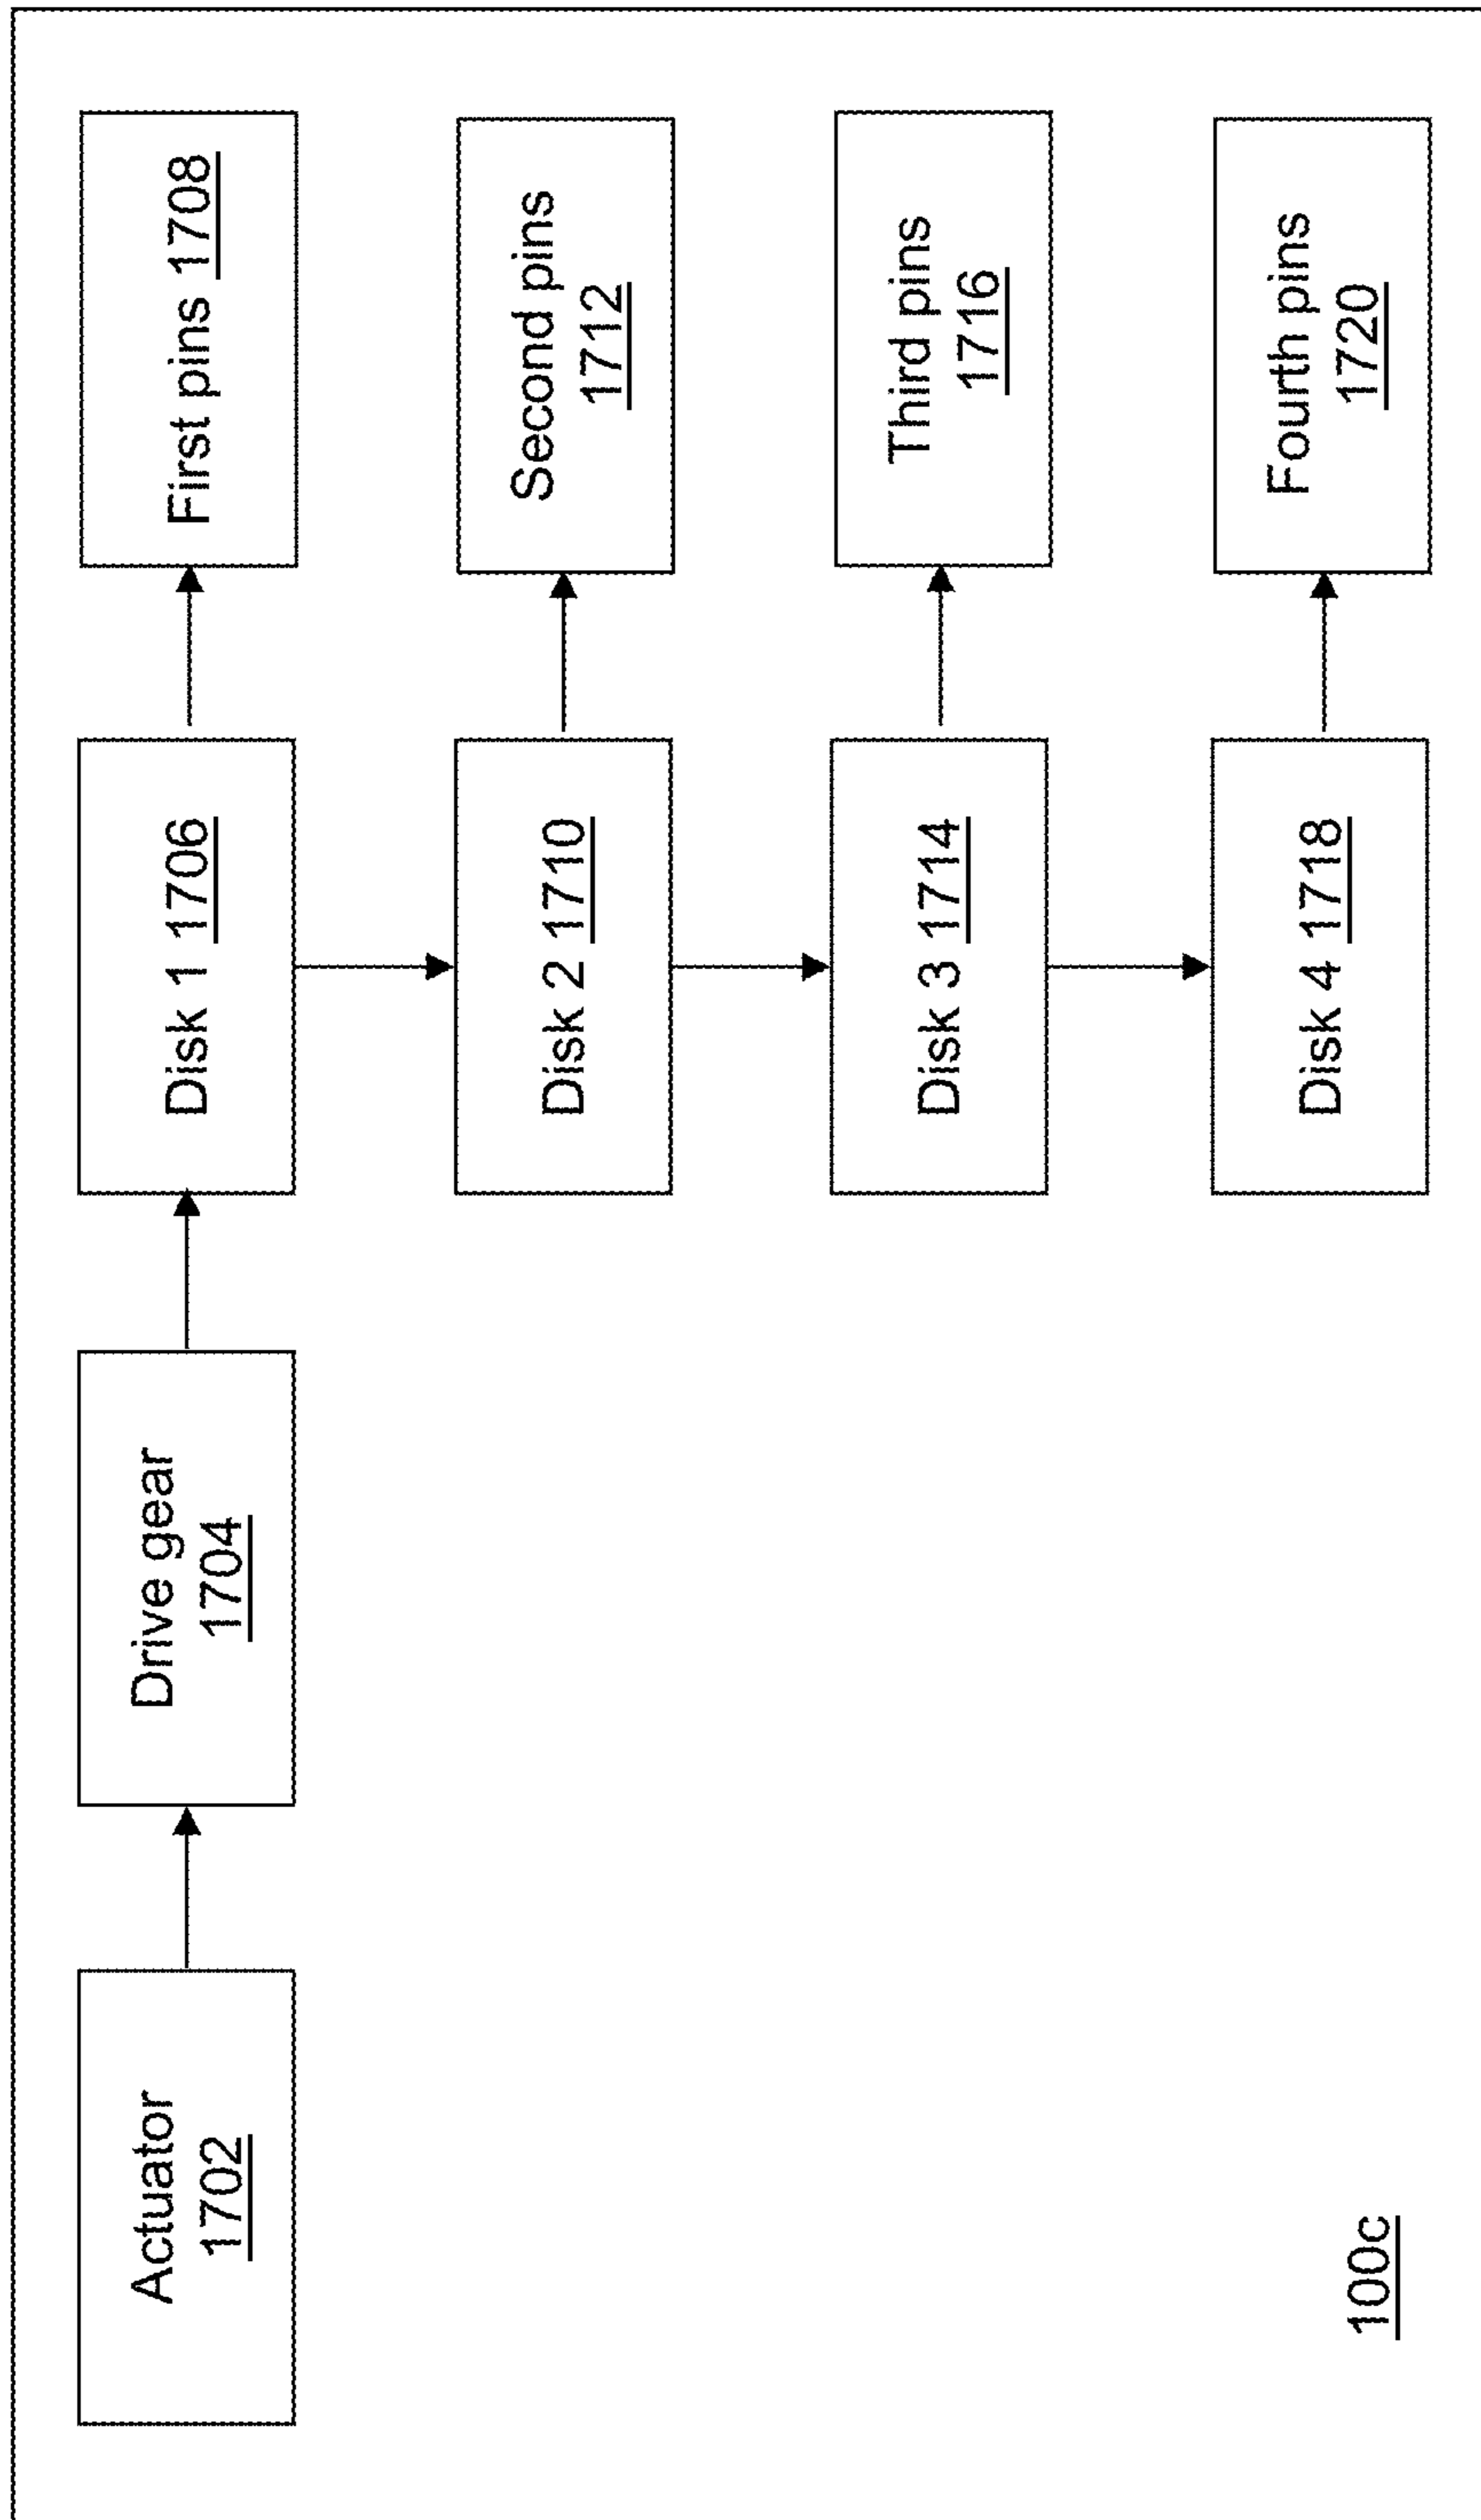 Actuator
1702
Drive gear
1704
Disk 1 1706
First pins 1708
Disk 2 1710
Second pins
1712
Disk 3 1714
Third pins
1716
Disk 4 1718
Fourth pins
1720
100c